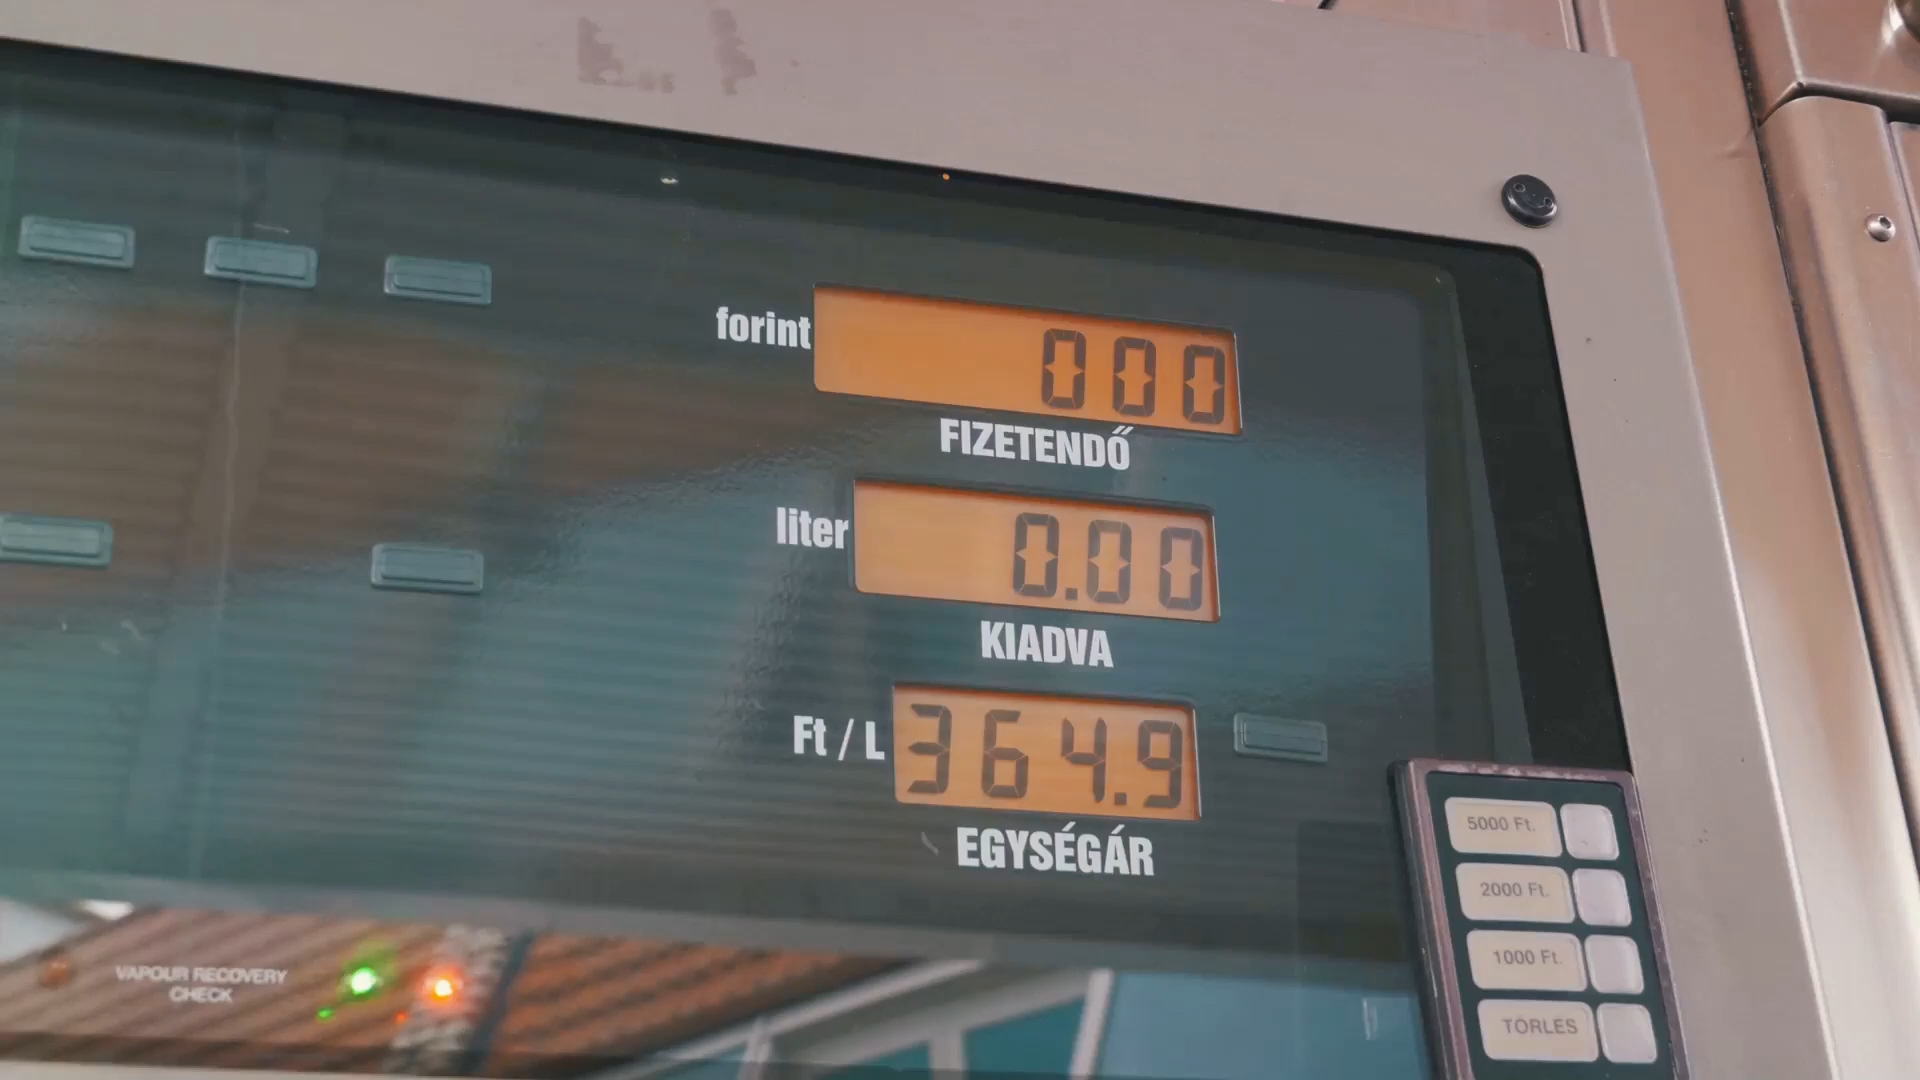 forint 000
FIZETENDŐ
liter 0.00
KIADVA
Ft / L 364.9
EGYSÉGÁR
5000 Ft.
2000 Ft.
1000 Ft.
TÖRLÉS
VAPOUR RECOVERY
CHECK